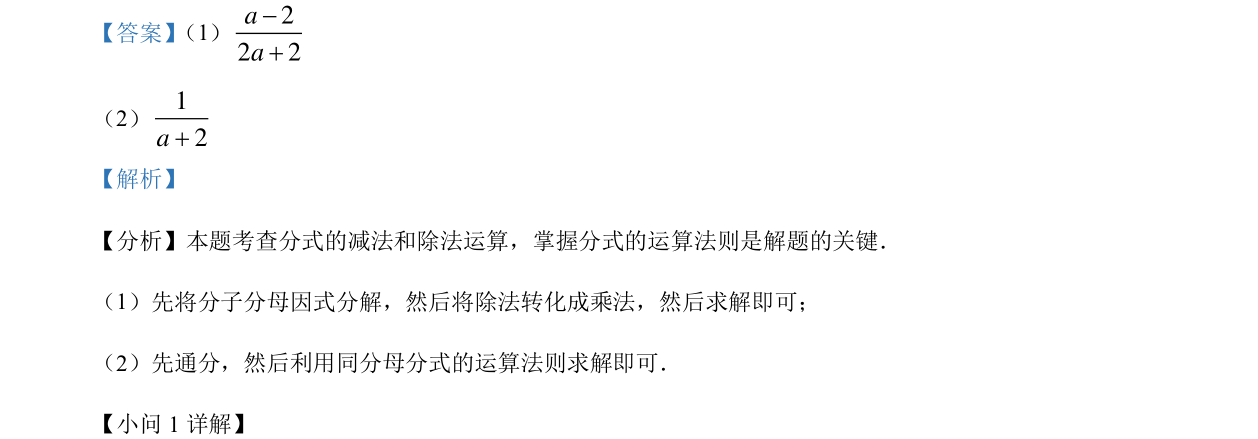 【答案】（1）$\frac{a-2}{2a+2}$
（2）$\frac{1}{a+2}$
【解析】
【分析】本题考查分式的减法和除法运算，掌握分式的运算法则是解题的关键．
（1）先将分子分母因式分解，然后将除法转化成乘法，然后求解即可；
（2）先通分，然后利用同分母分式的运算法则求解即可．
【小问 1 详解】